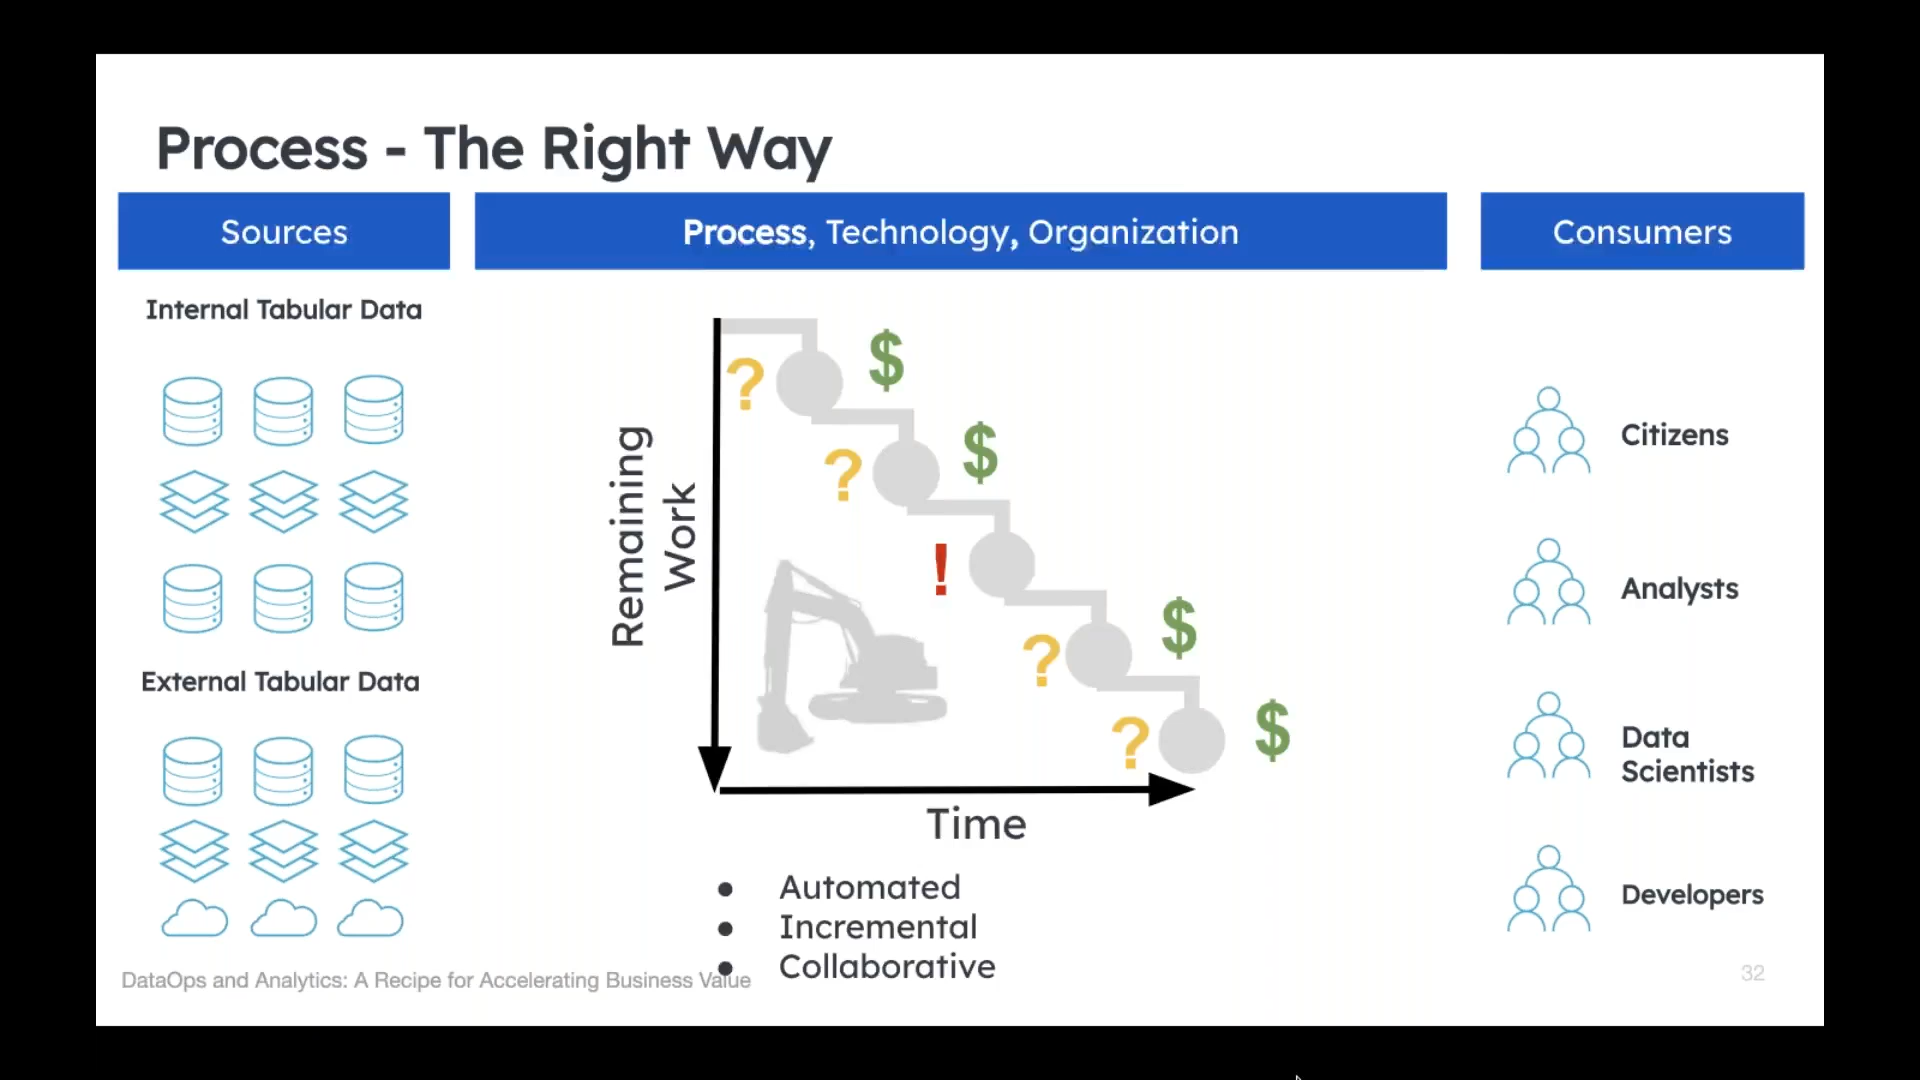 Process - The Right Way
Sources
Process, Technology, Organization
Consumers
Internal Tabular Data
External Tabular Data
Remaining
Work
?
$
?
$
!
?
$
?
$
Time
• Automated
• Incremental
• Collaborative
Citizens
Analysts
Data
Scientists
Developers
DataOps and Analytics: A Recipe for Accelerating Business Value
32